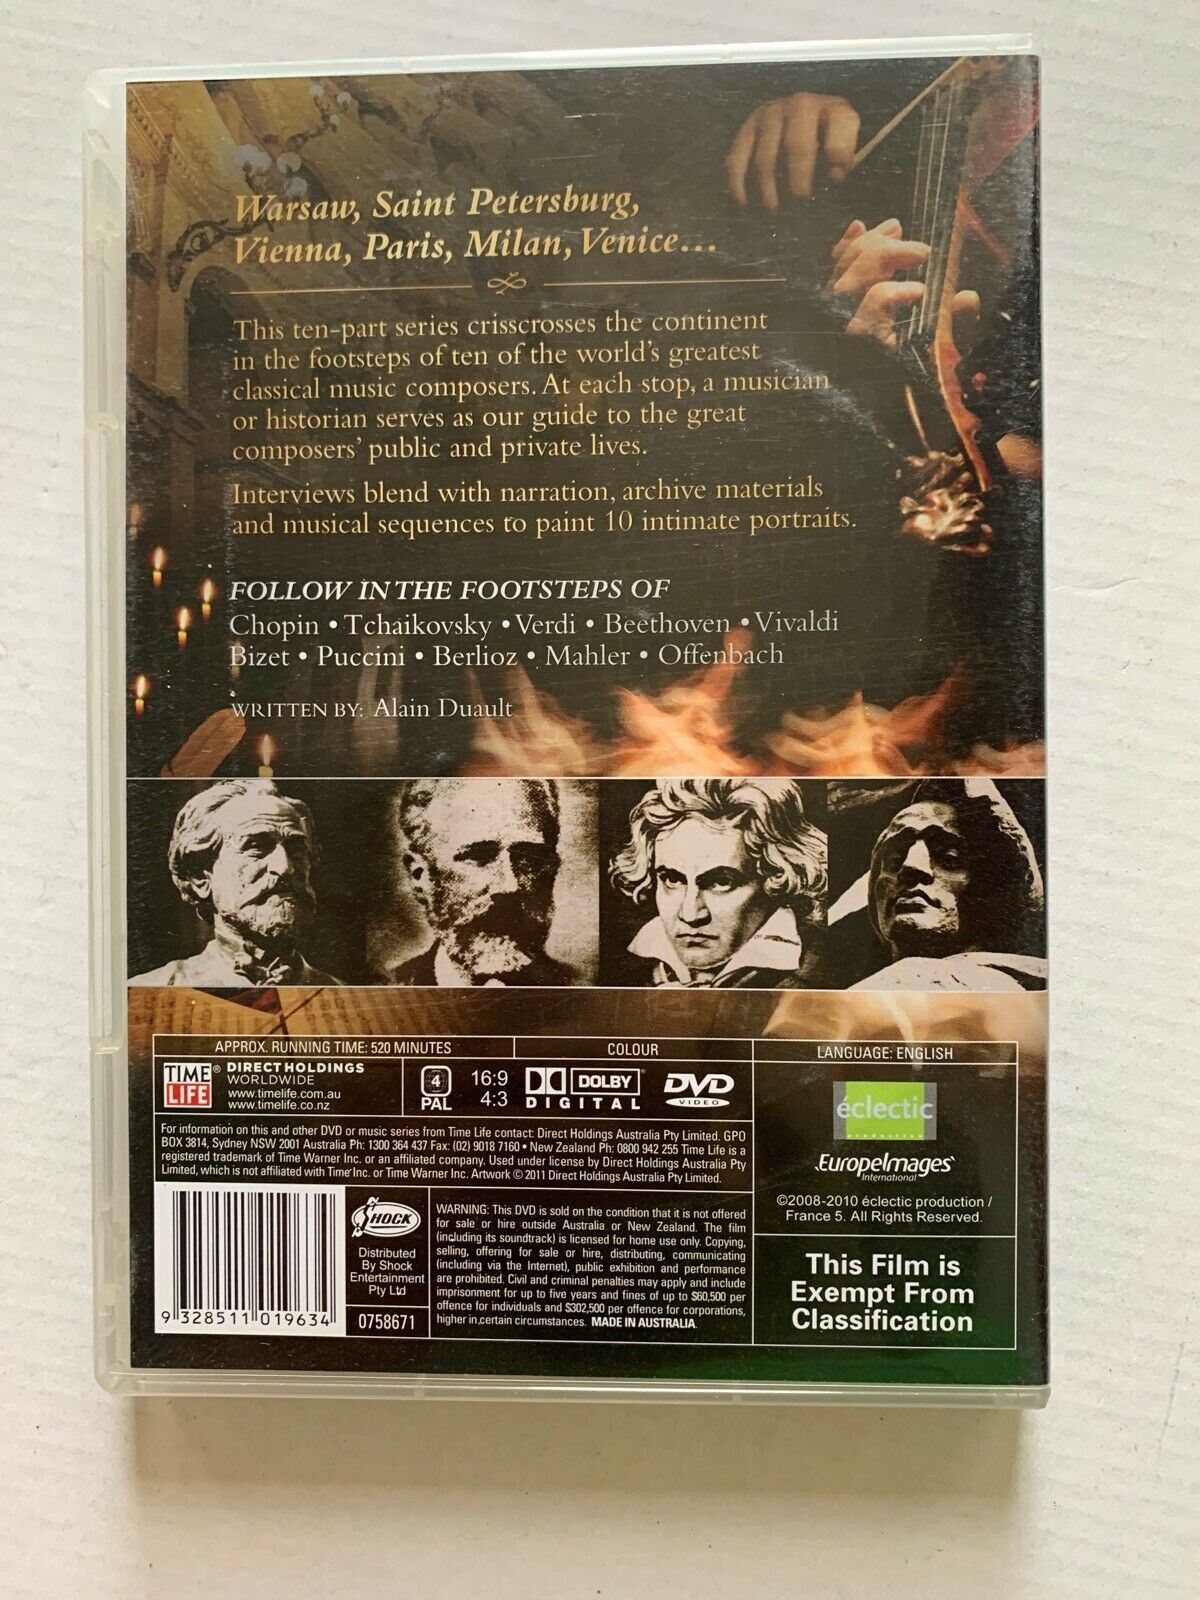 Warsaw, Saint Petersburg,
Vienna, Paris, Milan, Venice...
This ten-part series crisscrosses the continent
in the footsteps of ten of the world's greatest
classical music composers. At each stop, a musician
or historian serves as our guide to the great
composers' public and private lives.
Interviews blend with narration, archive materials
and musical sequences to paint 10 intimate portraits.
FOLLOW IN THE FOOTSTEPS OF
Chopin • Tchaikovsky • Verdi • Beethoven • Vivaldi
Bizet • Puccini • Berlioz • Mahler • Offenbach
WRITTEN BY: Alain Duault
APPROX. RUNNING TIME: 520 MINUTES
COLOUR
LANGUAGE: ENGLISH
TIME LIFE®
DIRECT HOLDINGS
WORLDWIDE
www.timelife.com.au
www.timelife.co.nz
4
PAL
16:9
4:3
DOLBY
DIGITAL
DVD
VIDEO
For information on this and other DVD or music series from Time Life contact: Direct Holdings Australia Pty Limited. GPO
BOX 3814, Sydney NSW 2001 Australia Ph: 1300 364 437 Fax: (02) 9018 7160 • New Zealand Ph: 0800 942 255 Time Life is a
registered trademark of Time Warner Inc. or an affiliated company. Used under license by Direct Holdings Australia Pty
Limited, which is not affiliated with Time Inc. or Time Warner Inc. Artwork © 2011 Direct Holdings Australia Pty Limited.
éclectic
production
EuropeImages
International
©2008-2010 éclectic production /
France 5. All Rights Reserved.
This Film is
Exempt From
Classification
9 328511 019634
SHOCK
Distributed
By Shock
Entertainment
Pty Ltd
0758671
WARNING: This DVD is sold on the condition that it is not offered
for sale or hire outside Australia or New Zealand. The film
(including its soundtrack) is licensed for home use only. Copying,
selling, offering for sale or hire, distributing, communicating
(including via the Internet), public exhibition and performance
are prohibited. Civil and criminal penalties may apply and include
imprisonment for up to five years and fines of up to $60,500 per
offence for individuals and $302,500 per offence for corporations,
higher in certain circumstances. MADE IN AUSTRALIA.